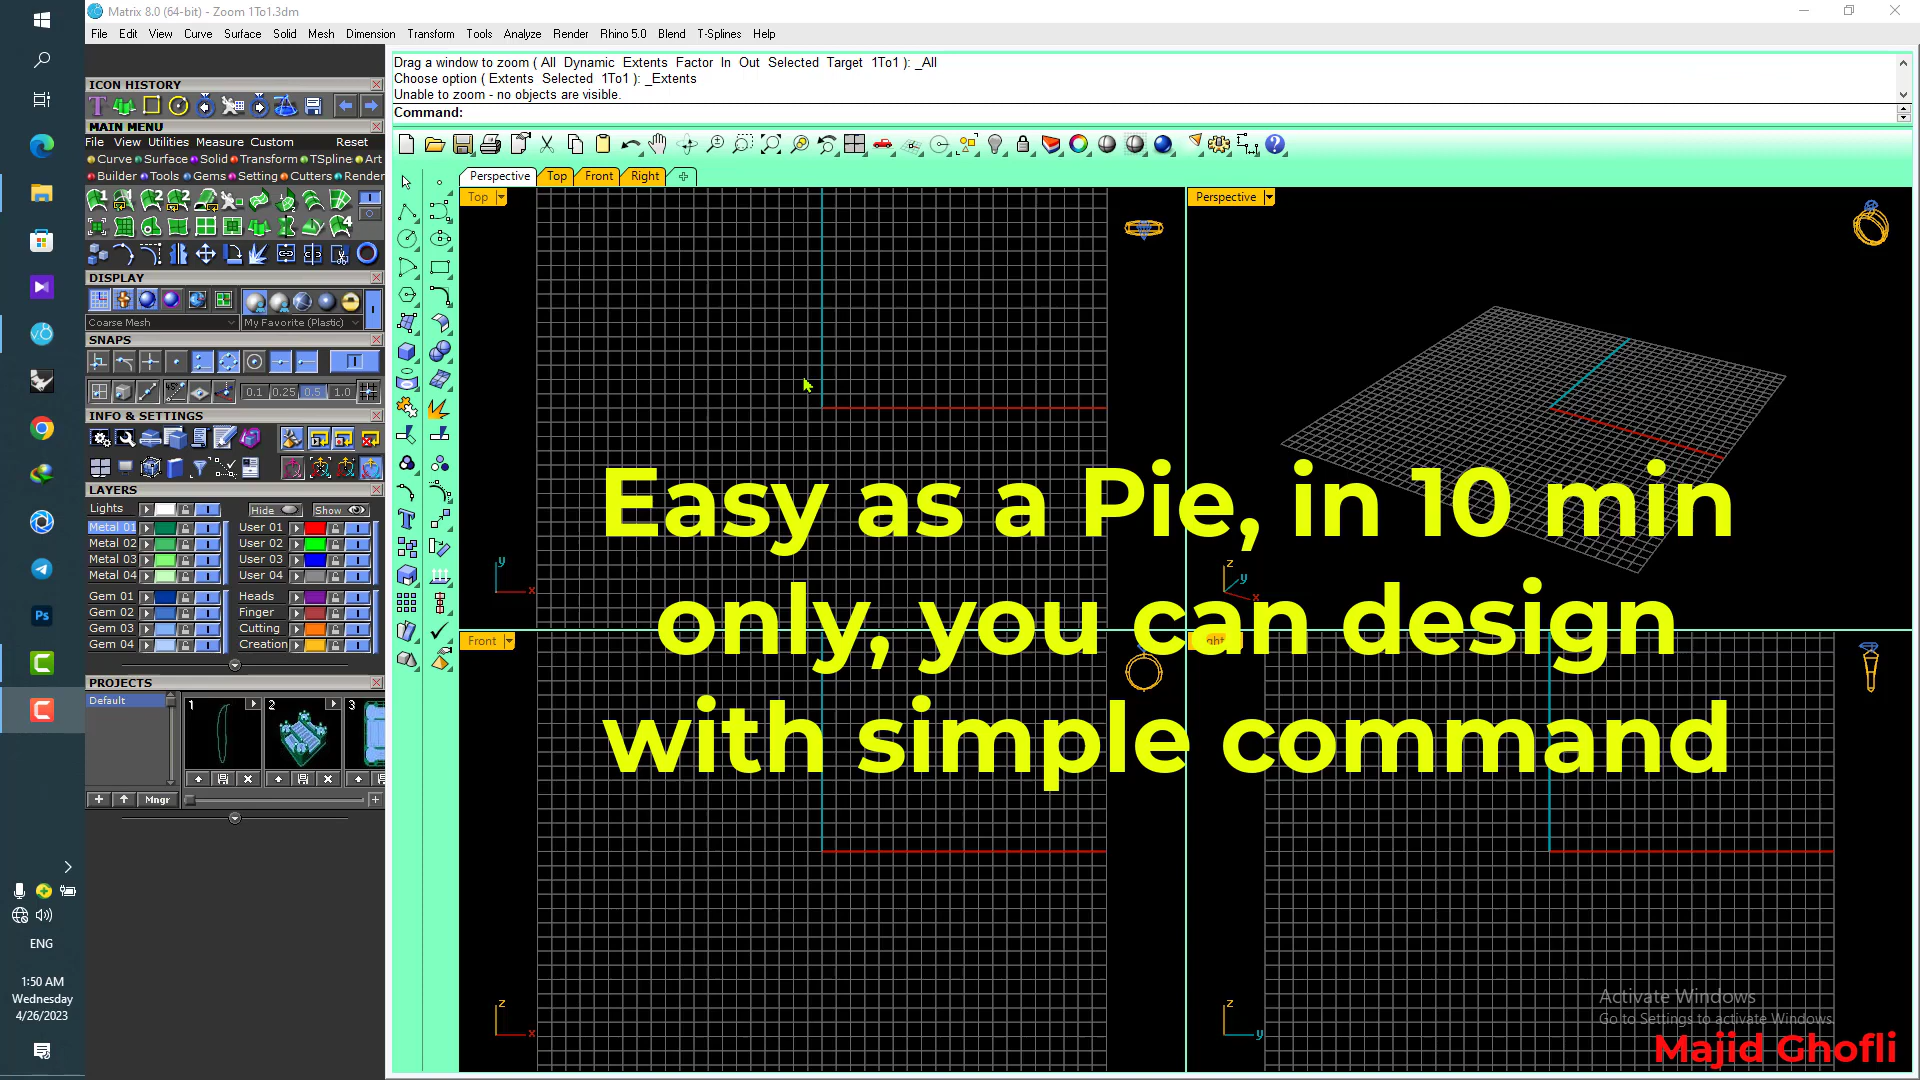 Matrix 8.0 (64-bit) - Zoom 1To1.3dm
File Edit View Curve Surface Solid Mesh Dimension Transform Tools Analyze Render Rhino 5.0 Blend T-Splines Help
Drag a window to zoom ( All Dynamic Extents Factor In Out Selected Target 1To1 ): _All
Choose option ( Extents Selected 1To1 ): _Extents
Unable to zoom - no objects are visible.
Command:
ICON HISTORY
MAIN MENU
File View Utilities Measure Custom Reset
Curve Surface Solid Transform TSpline Art
Builder Tools Gems Setting Cutters Render
DISPLAY
Coarse Mesh My Favorite (Plastic)
SNAPS
0.1 0.25 0.5 1.0
INFO & SETTINGS
LAYERS
Lights Hide Show
Metal 01 User 01
Metal 02 User 02
Metal 03 User 03
Metal 04 User 04
Gem 01 Heads
Gem 02 Finger
Gem 03 Cutting
Gem 04 Creation
PROJECTS
Default
1 2 3
Mngr
Perspective Top Front Right
Top
Perspective
Front
y x
z y x
z x
z y
Easy as a Pie, in 10 min
only, you can design
with simple command
Activate Windows
Go to Settings to activate Windows.
Majid Ghofli
ENG
1:50 AM
Wednesday
4/26/2023